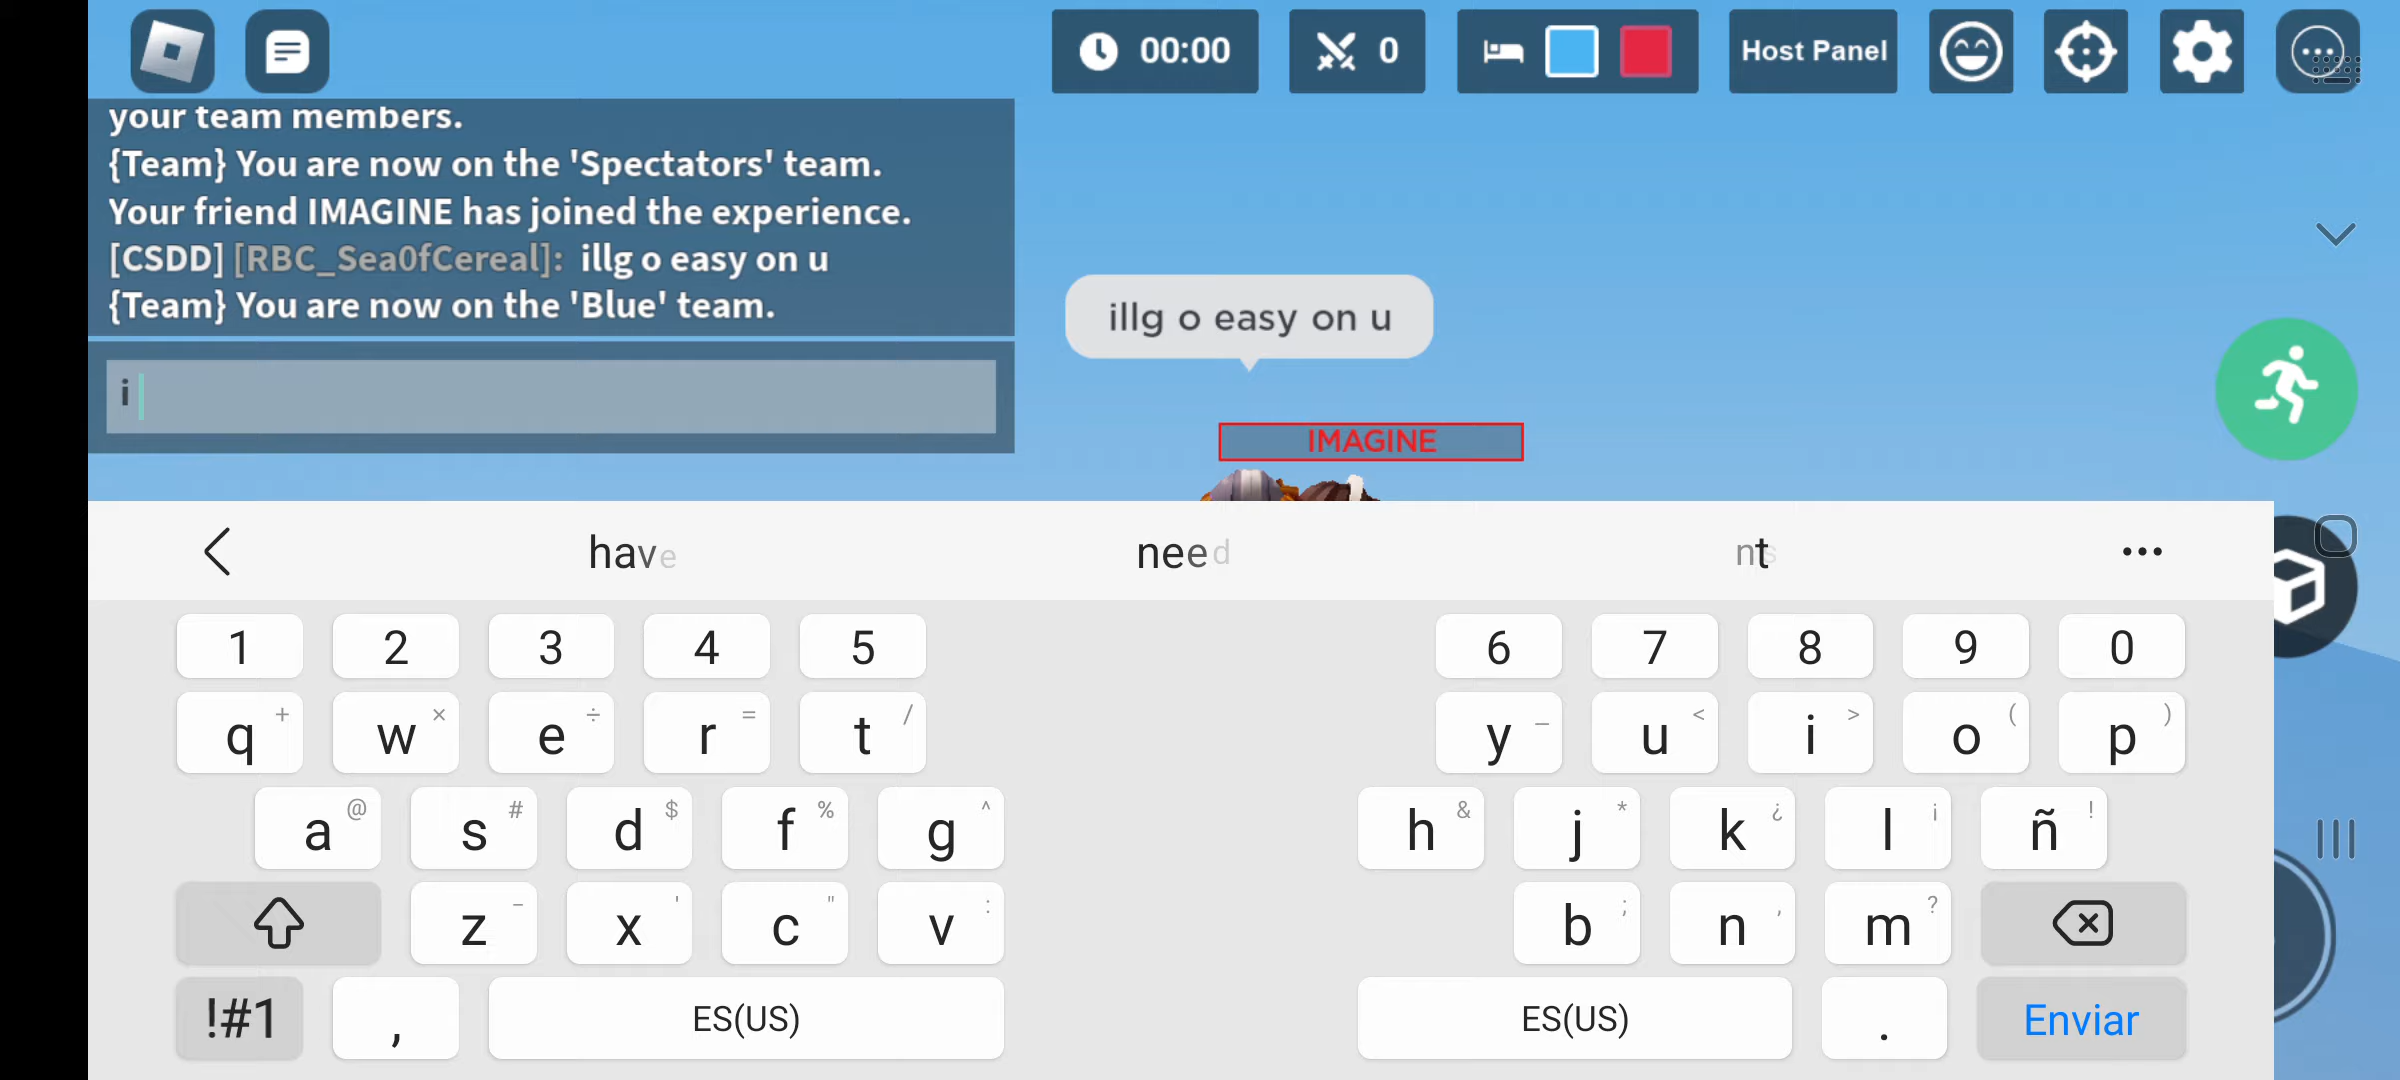 00:00
0
Host Panel
your team members.
{Team} You are now on the 'Spectators' team.
Your friend IMAGINE has joined the experience.
[CSDD] [RBC_Sea0fCereal]: illg o easy on u
{Team} You are now on the 'Blue' team.
illg o easy on u
i
IMAGINE
have need nts
1 2 3 4 5 6 7 8 9 0
q + w × e ÷ r = t / y _ u < i > o ( p )
a @ s # d $ f % g ^ h & j * k ¿ l ¡ ñ !
z - x ' c " v : b ; n , m ?
!#1 , ES(US) ES(US) . Enviar